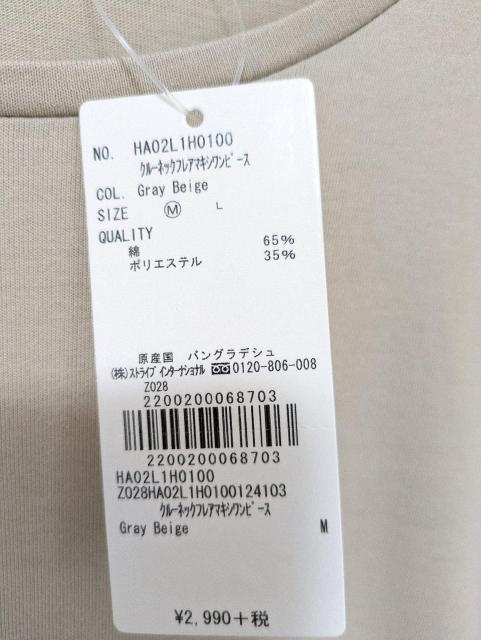 NO. HA02L1H0100
クルーネックフレアマキシワンピース
COL. Gray Beige
SIZE Ⓜ L
QUALITY
綿 65%
ポリエステル 35%
原産国 バングラデシュ
(株)ストライプインターナショナル 0120-806-008
Z028
2200200068703
2200200068703
HA02L1H0100
Z028HA02L1H0100124103
クルーネックフレアマキシワンピース
Gray Beige M
¥2,990+税